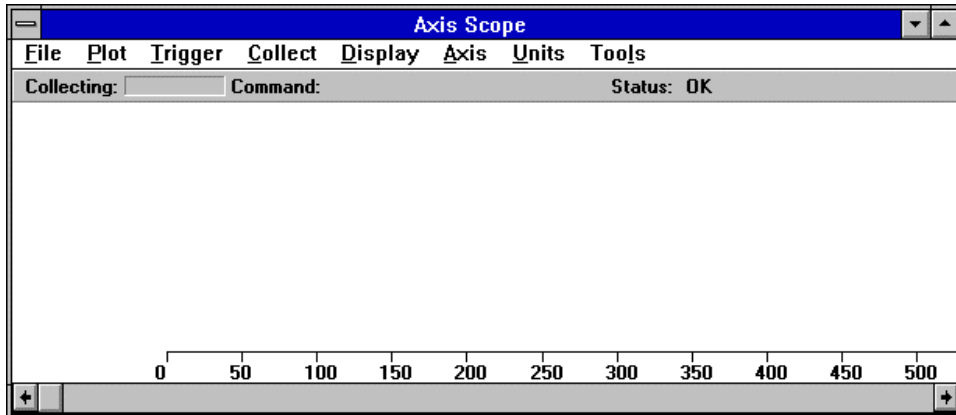 Axis Scope
File Plot Trigger Collect Display Axis Units Tools
Collecting: Command: Status: OK
0 50 100 150 200 250 300 350 400 450 500